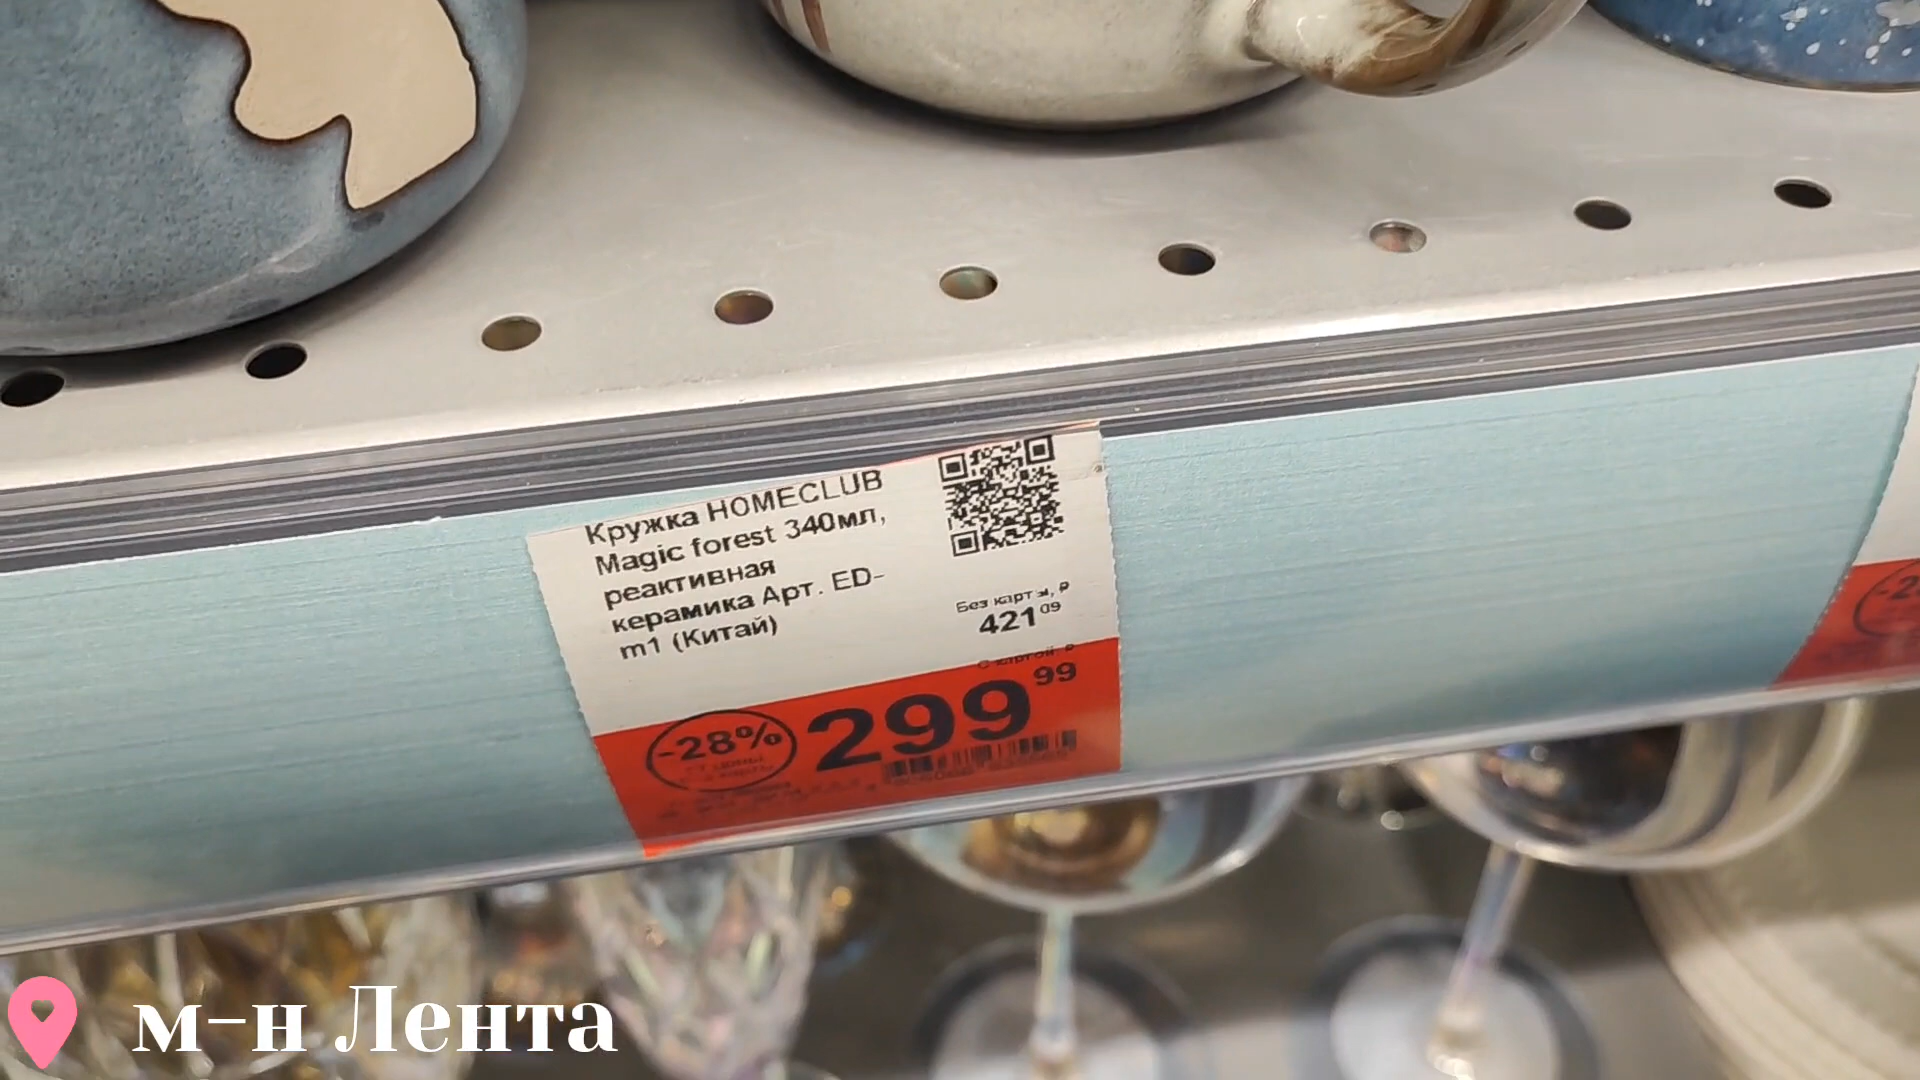 Кружка HOMECLUB
Magic forest 340мл,
реактивная
керамика Арт. ED-
m1 (Китай)
Без карты, ₽
421 09
С картой, ₽
299 99
-28%
м-н Лента